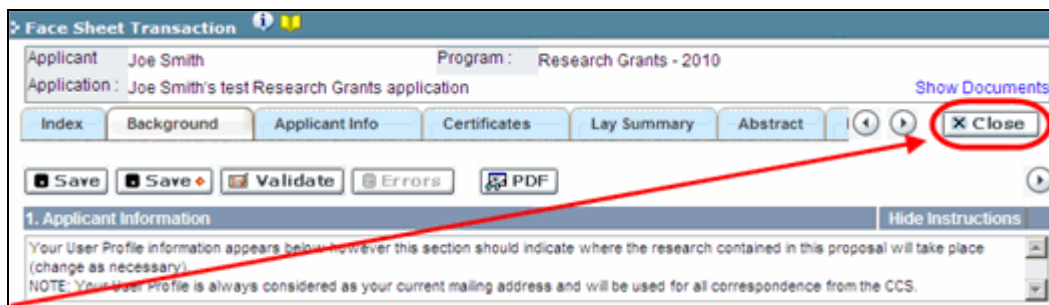 Face Sheet Transaction
Applicant Joe Smith Program : Research Grants - 2010
Application : Joe Smith's test Research Grants application Show Documents
Index Background Applicant Info Certificates Lay Summary Abstract Close
Save Save Validate Errors PDF
1. Applicant Information Hide Instructions
Your User Profile information appears below however this section should indicate where the research contained in this proposal will take place
(change as necessary).
NOTE: Your User Profile is always considered as your current mailing address and will be used for all correspondence from the CCS.